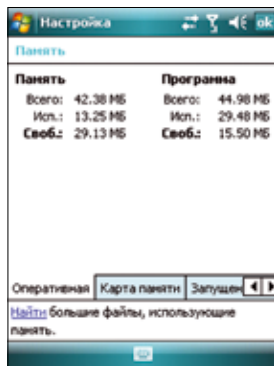 Настройка ok
Память
Память Программа
Всего: 42.38 МБ Всего: 44.98 МБ
Исп.: 13.25 МБ Исп.: 29.48 МБ
Своб.: 29.13 МБ Своб.: 15.50 МБ
Оперативная Карта памяти Запущен
Найти большие файлы, использующие
память.